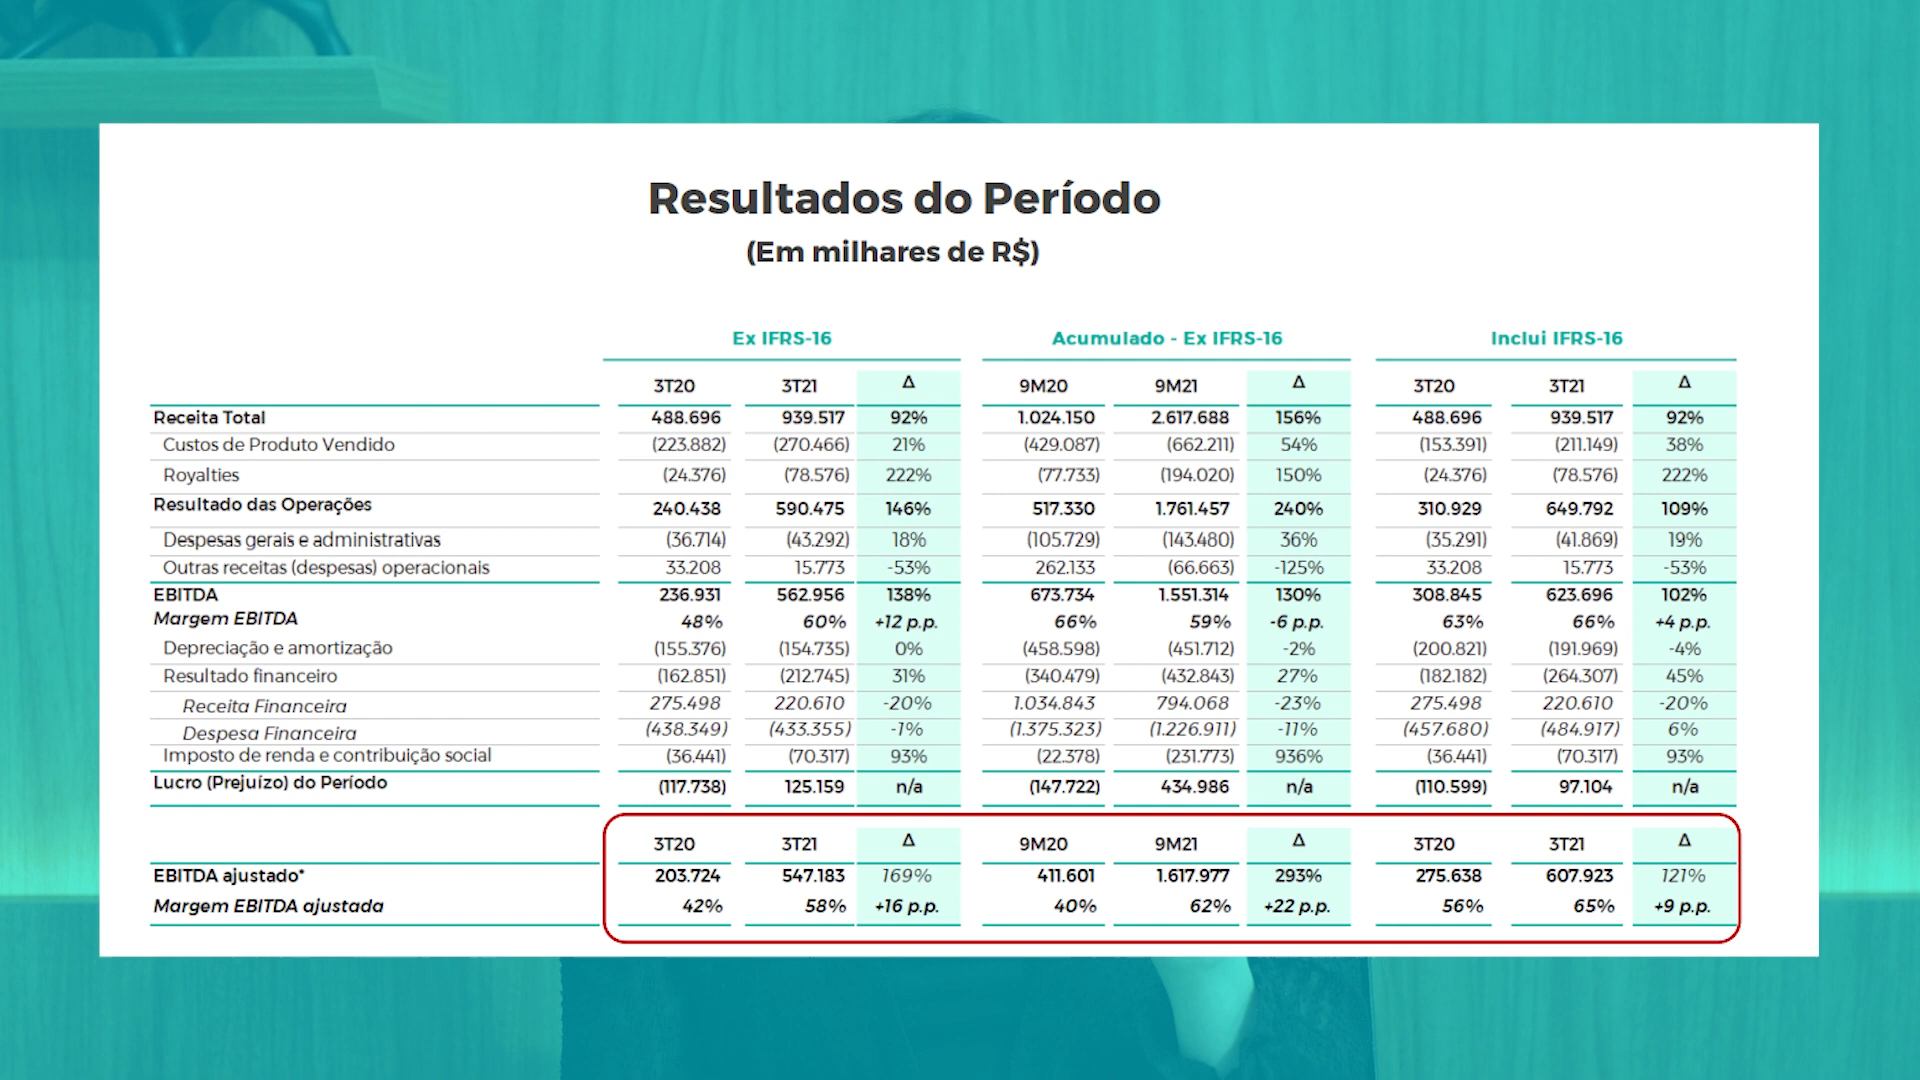 Resultados do Período
(Em milhares de R$)
Ex IFRS-16 Acumulado - Ex IFRS-16 Inclui IFRS-16
3T20 3T21 Δ 9M20 9M21 Δ 3T20 3T21 Δ
Receita Total 488.696 939.517 92% 1.024.150 2.617.688 156% 488.696 939.517 92%
Custos de Produto Vendido (223.882) (270.466) 21% (429.087) (662.211) 54% (153.391) (211.149) 38%
Royalties (24.376) (78.576) 222% (77.733) (194.020) 150% (24.376) (78.576) 222%
Resultado das Operações 240.438 590.475 146% 517.330 1.761.457 240% 310.929 649.792 109%
Despesas gerais e administrativas (36.714) (43.292) 18% (105.729) (143.480) 36% (35.291) (41.869) 19%
Outras receitas (despesas) operacionais 33.208 15.773 -53% 262.133 (66.663) -125% 33.208 15.773 -53%
EBITDA 236.931 562.956 138% 673.734 1.551.314 130% 308.845 623.696 102%
Margem EBITDA 48% 60% +12 p.p. 66% 59% -6 p.p. 63% 66% +4 p.p.
Depreciação e amortização (155.376) (154.735) 0% (458.598) (451.712) -2% (200.821) (191.969) -4%
Resultado financeiro (162.851) (212.745) 31% (340.479) (432.843) 27% (182.182) (264.307) 45%
Receita Financeira 275.498 220.610 -20% 1.034.843 794.068 -23% 275.498 220.610 -20%
Despesa Financeira (438.349) (433.355) -1% (1.375.323) (1.226.911) -11% (457.680) (484.917) 6%
Imposto de renda e contribuição social (36.441) (70.317) 93% (22.378) (231.773) 936% (36.441) (70.317) 93%
Lucro (Prejuízo) do Período (117.738) 125.159 n/a (147.722) 434.986 n/a (110.599) 97.104 n/a
3T20 3T21 Δ 9M20 9M21 Δ 3T20 3T21 Δ
EBITDA ajustado* 203.724 547.183 169% 411.601 1.617.977 293% 275.638 607.923 121%
Margem EBITDA ajustada 42% 58% +16 p.p. 40% 62% +22 p.p. 56% 65% +9 p.p.